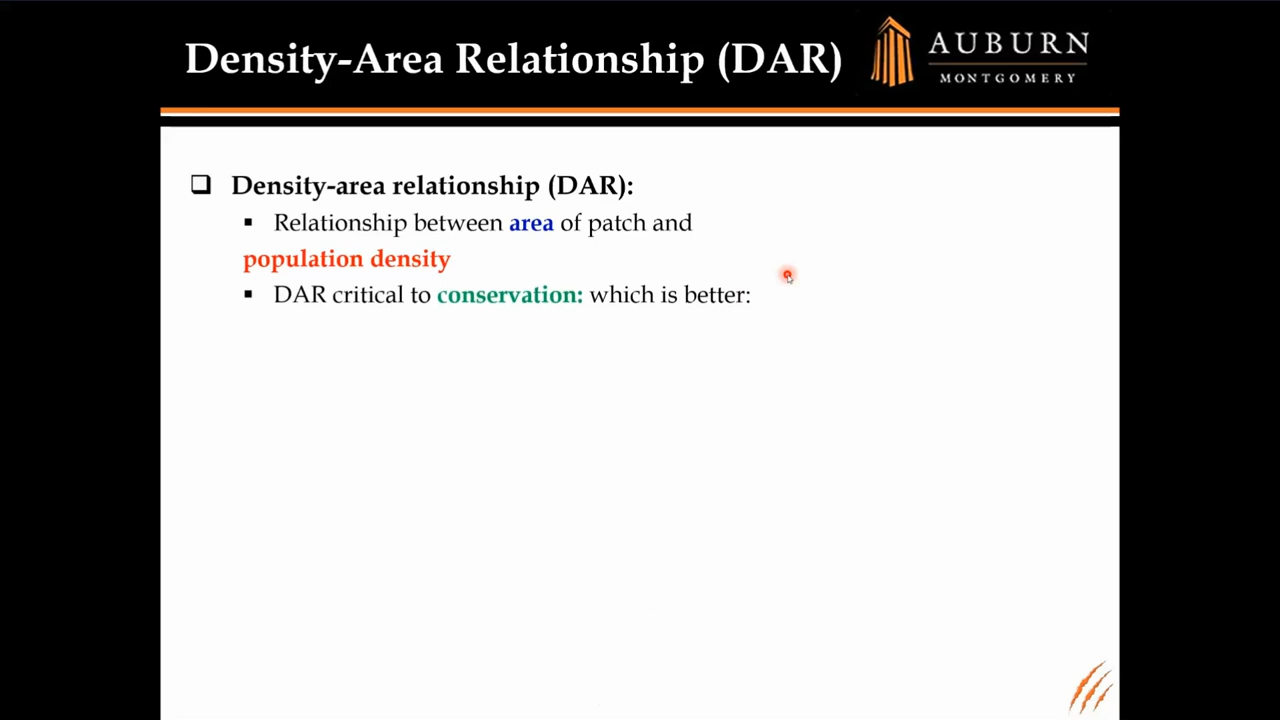 Density-Area Relationship (DAR)
AUBURN
MONTGOMERY
Density-area relationship (DAR):
Relationship between area of patch and
population density
DAR critical to conservation: which is better: